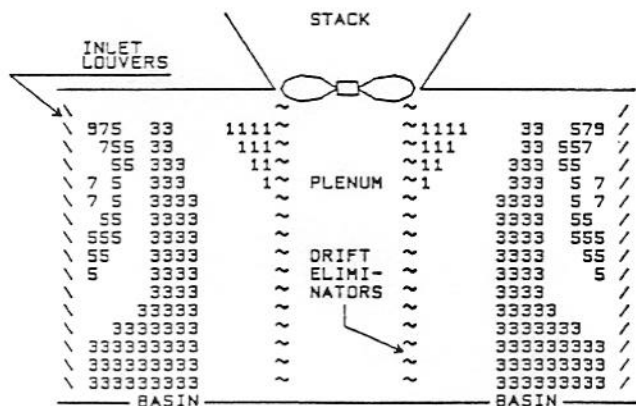 STACK
INLET
LOUVERS
975 33 1111 1111 33 579
755 33 111 111 33 557
55 333 11 11 333 55
7 5 333 1 PLENUM 1 333 5 7
7 5 3333 3333 5 7
55 3333 3333 55
555 3333 3333 555
55 3333 DRIFT 3333 55
5 3333 ELIMI- 3333 5
3333 NATORS 3333
33333 33333
3333333 3333333
333333333 333333333
333333333 333333333
333333333 333333333
BASIN BASIN